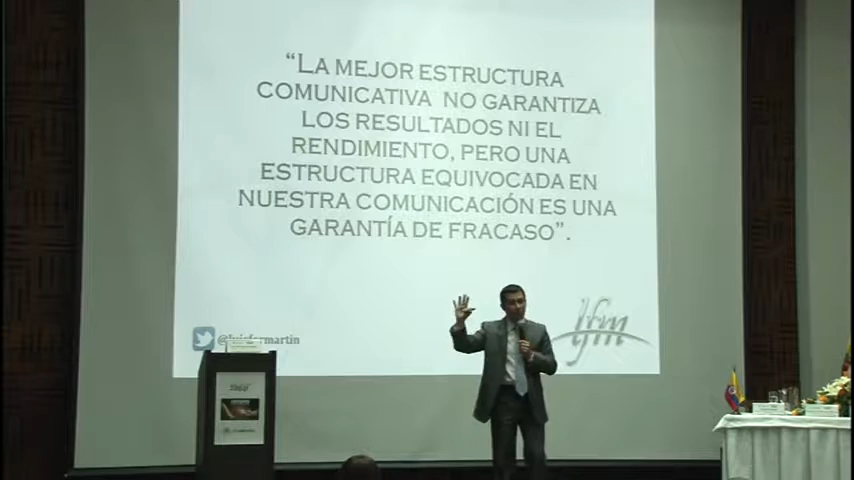 “LA MEJOR ESTRUCTURA
COMUNICATIVA NO GARANTIZA
LOS RESULTADOS NI EL
RENDIMIENTO, PERO UNA
ESTRUCTURA EQUIVOCADA EN
NUESTRA COMUNICACIÓN ES UNA
GARANTÍA DE FRACASO”.
lfm